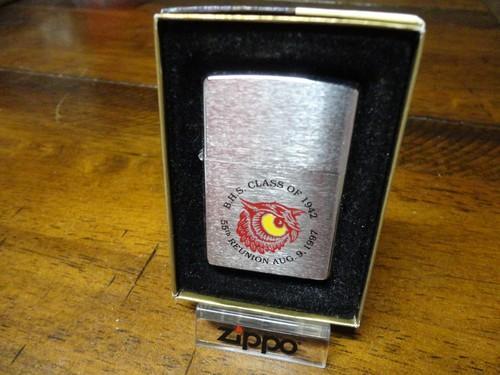 B.H.S. CLASS OF 1942
55th REUNION AUG. 9, 1997
zippo